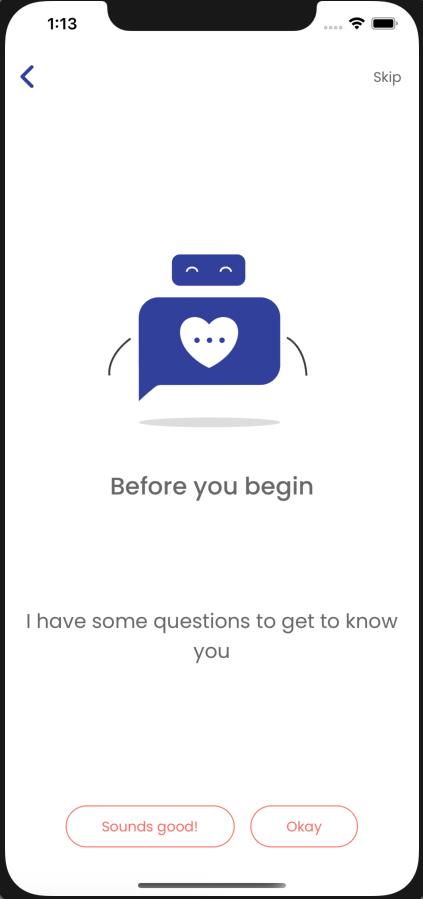 1:13
Skip
Before you begin
I have some questions to get to know
you
Sounds good!
Okay